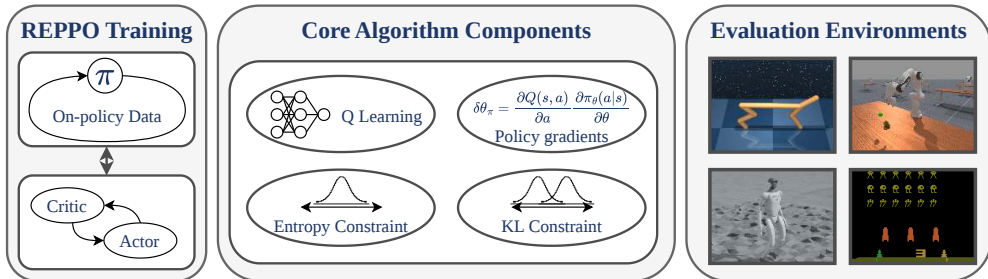 REPPO Training
π
On-policy Data
Critic
Actor
Core Algorithm Components
Q Learning
δθ_π = ∂Q(s, a)/∂a ∂π_θ(a|s)/∂θ
Policy gradients
Entropy Constraint
KL Constraint
Evaluation Environments